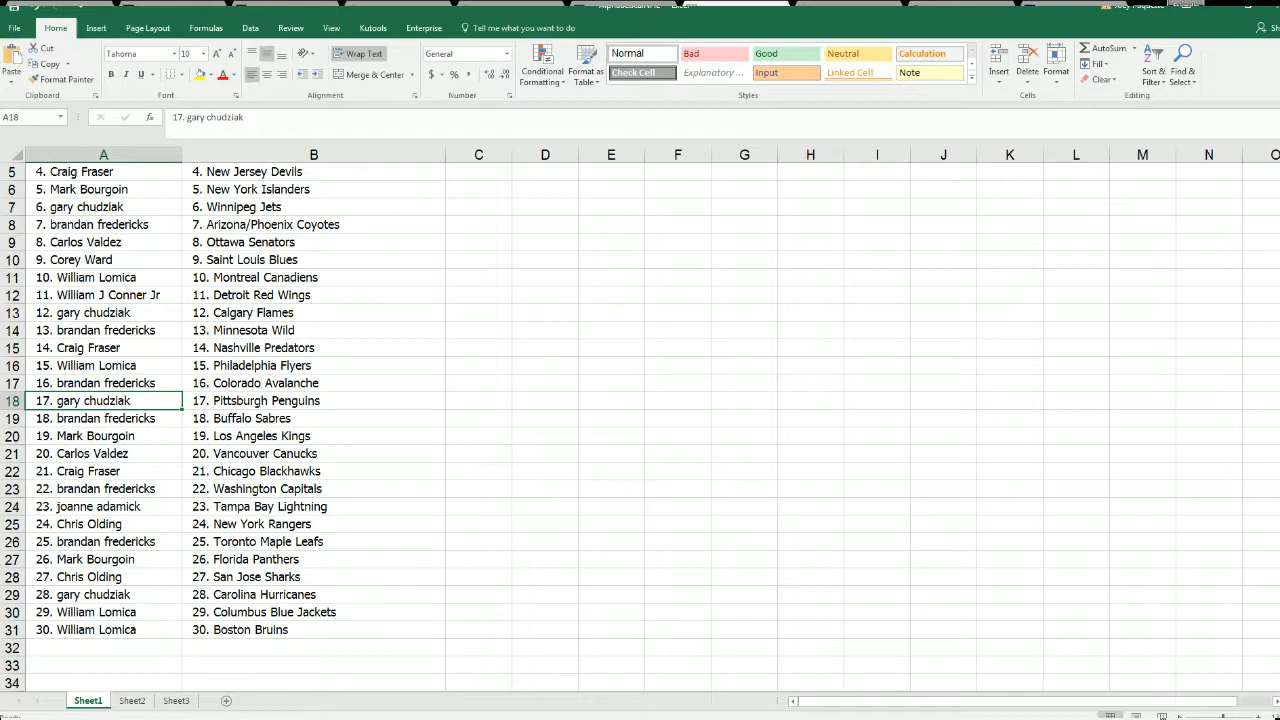 File Home Insert Page Layout Formulas Data Review View Kutools Enterprise Tell me what you want to do
Cut
Copy
Format Painter
Paste
Clipboard
Tahoma 10
B I U
Font
Wrap Text
Merge & Center
Alignment
General
$ % ,
Number
Conditional Formatting
Format as Table
Normal Bad Good Neutral Calculation
Check Cell Explanatory ... Input Linked Cell Note
Styles
Insert Delete Format
Cells
AutoSum
Fill
Clear
Sort & Filter
Find & Select
Editing
A18 fx 17. gary chudziak
A B C D E F G H I J K L M N O
5 4. Craig Fraser 4. New Jersey Devils
6 5. Mark Bourgoin 5. New York Islanders
7 6. gary chudziak 6. Winnipeg Jets
8 7. brandan fredericks 7. Arizona/Phoenix Coyotes
9 8. Carlos Valdez 8. Ottawa Senators
10 9. Corey Ward 9. Saint Louis Blues
11 10. William Lomica 10. Montreal Canadiens
12 11. William J Conner Jr 11. Detroit Red Wings
13 12. gary chudziak 12. Calgary Flames
14 13. brandan fredericks 13. Minnesota Wild
15 14. Craig Fraser 14. Nashville Predators
16 15. William Lomica 15. Philadelphia Flyers
17 16. brandan fredericks 16. Colorado Avalanche
18 17. gary chudziak 17. Pittsburgh Penguins
19 18. brandan fredericks 18. Buffalo Sabres
20 19. Mark Bourgoin 19. Los Angeles Kings
21 20. Carlos Valdez 20. Vancouver Canucks
22 21. Craig Fraser 21. Chicago Blackhawks
23 22. brandan fredericks 22. Washington Capitals
24 23. joanne adamick 23. Tampa Bay Lightning
25 24. Chris Olding 24. New York Rangers
26 25. brandan fredericks 25. Toronto Maple Leafs
27 26. Mark Bourgoin 26. Florida Panthers
28 27. Chris Olding 27. San Jose Sharks
29 28. gary chudziak 28. Carolina Hurricanes
30 29. William Lomica 29. Columbus Blue Jackets
31 30. William Lomica 30. Boston Bruins
32
33
34
Sheet1 Sheet2 Sheet3